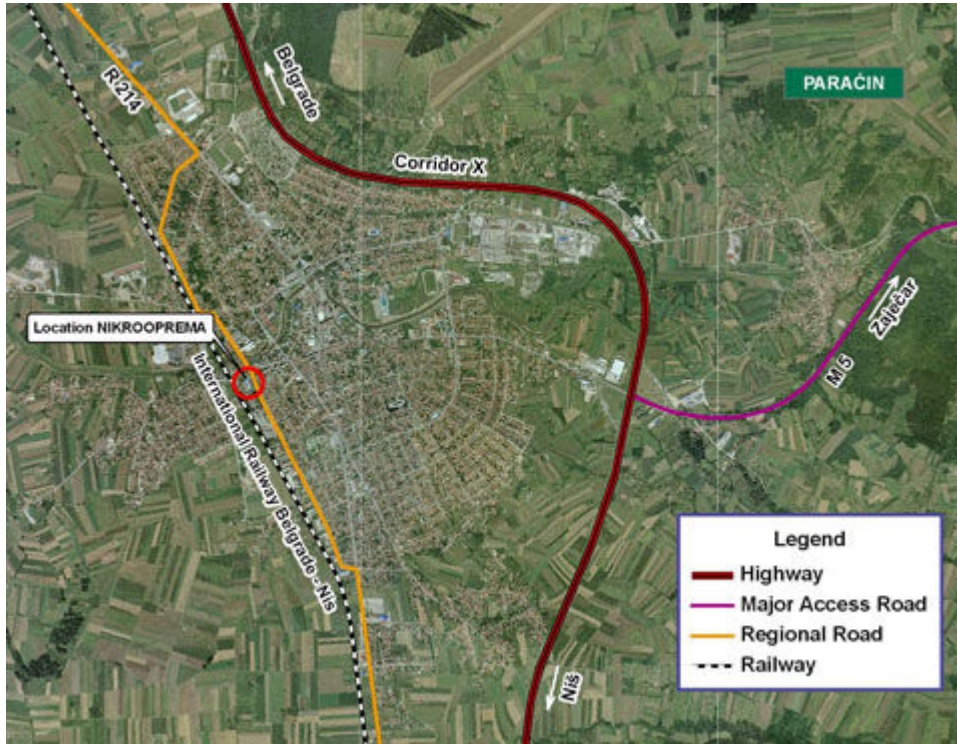 Belgrade
PARAĆIN
R 214
Corridor X
Zaječar
Location NIKROOPREMA
M 5
International Railway Belgrade - Nis
Niš
Legend
Highway
Major Access Road
Regional Road
Railway